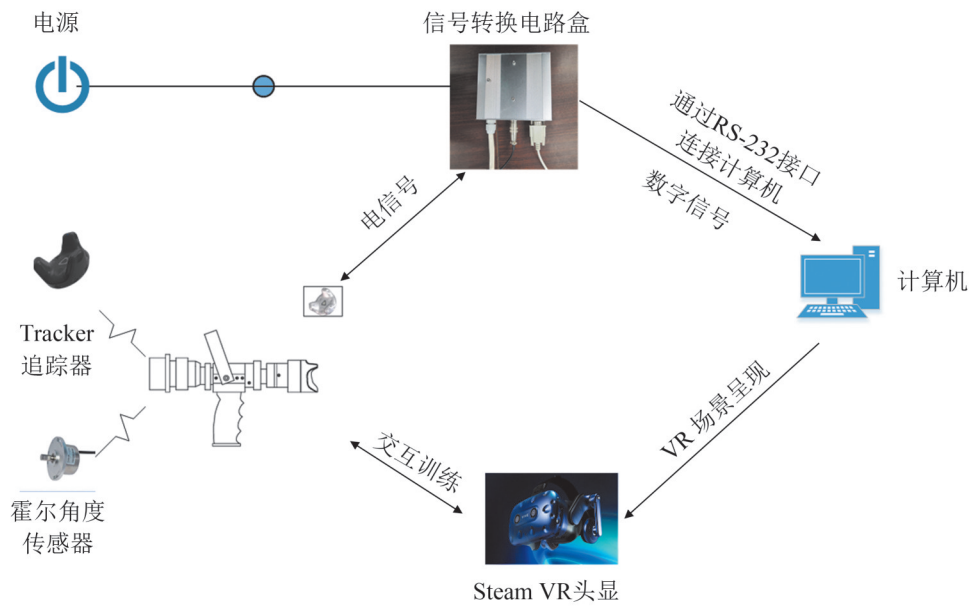 电源
信号转换电路盒
通过RS-232接口
连接计算机
数字信号
电信号
计算机
Tracker
追踪器
VR 场景呈现
交互训练
霍尔角度
传感器
Steam VR头显